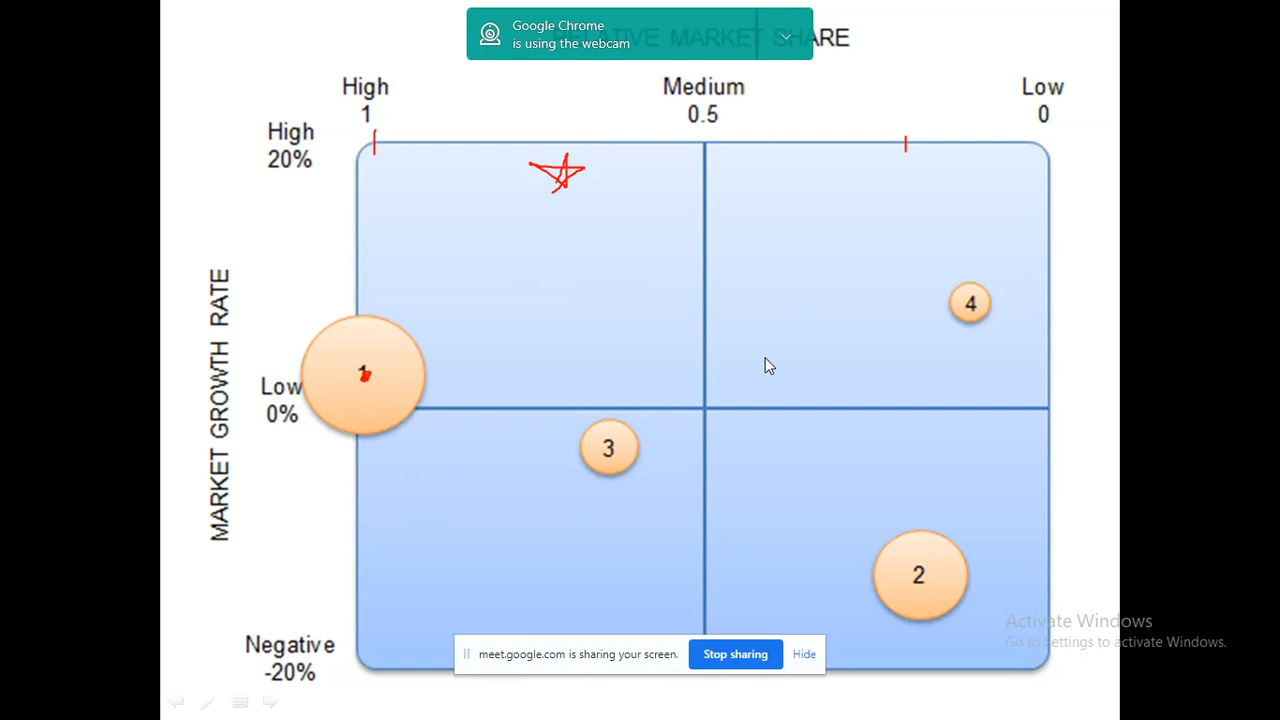 Google Chrome
is using the webcam
MARKET SHARE
High
1
Medium
0.5
Low
0
High
20%
MARKET GROWTH RATE
4
1
Low
0%
3
2
Negative
-20%
meet.google.com is sharing your screen.
Stop sharing
Hide
Activate Windows
Go to Settings to activate Windows.